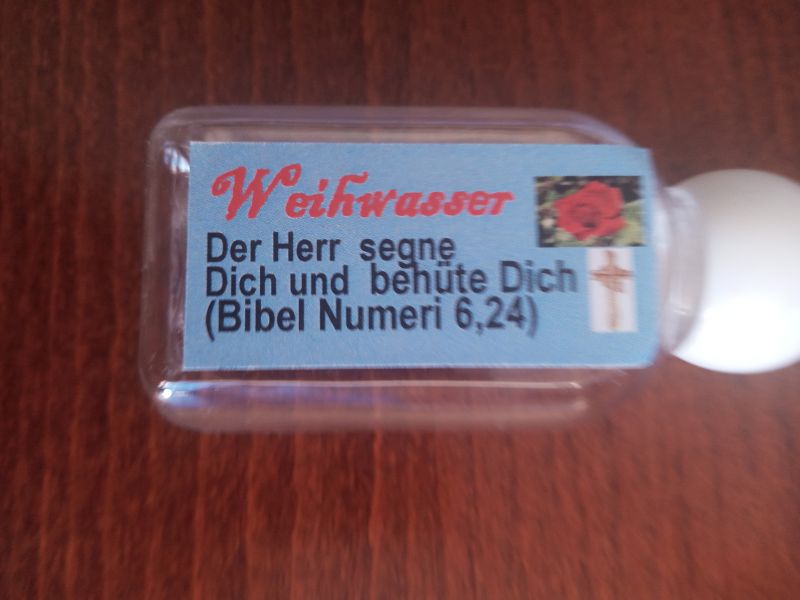 Weihwasser
Der Herr segne
Dich und behüte Dich
(Bibel Numeri 6,24)